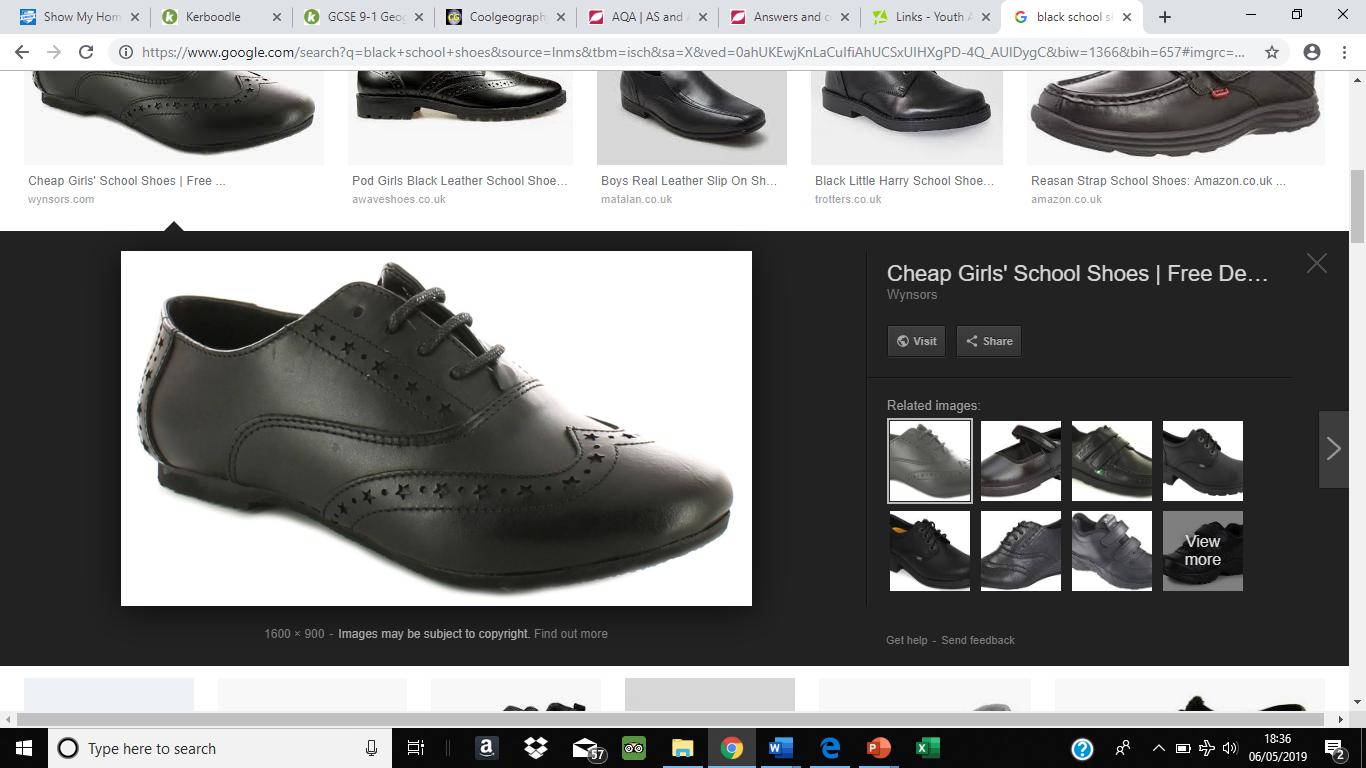 Show My Hom
Kerboodle
GCSE 9-1 Geog
Coolgeography
AQA | AS and A
Answers and co
Links - Youth A
black school sh
https://www.google.com/search?q=black+school+shoes&source=lnms&tbm=isch&sa=X&ved=0ahUKEwjKnLaCulfiAhUCSxUIHXgPD-4Q_AUIDygC&biw=1366&bih=657#imgrc=...
Cheap Girls' School Shoes | Free ...
wynsors.com
Pod Girls Black Leather School Shoe...
awaveshoes.co.uk
Boys Real Leather Slip On Sh...
matalan.co.uk
Black Little Harry School Shoe...
trotters.co.uk
Reasan Strap School Shoes: Amazon.co.uk ...
amazon.co.uk
Cheap Girls' School Shoes | Free De...
Wynsors
Visit
Share
Related images:
View
more
1600 × 900 - Images may be subject to copyright. Find out more
Get help - Send feedback
Type here to search
57
18:36
06/05/2019
2